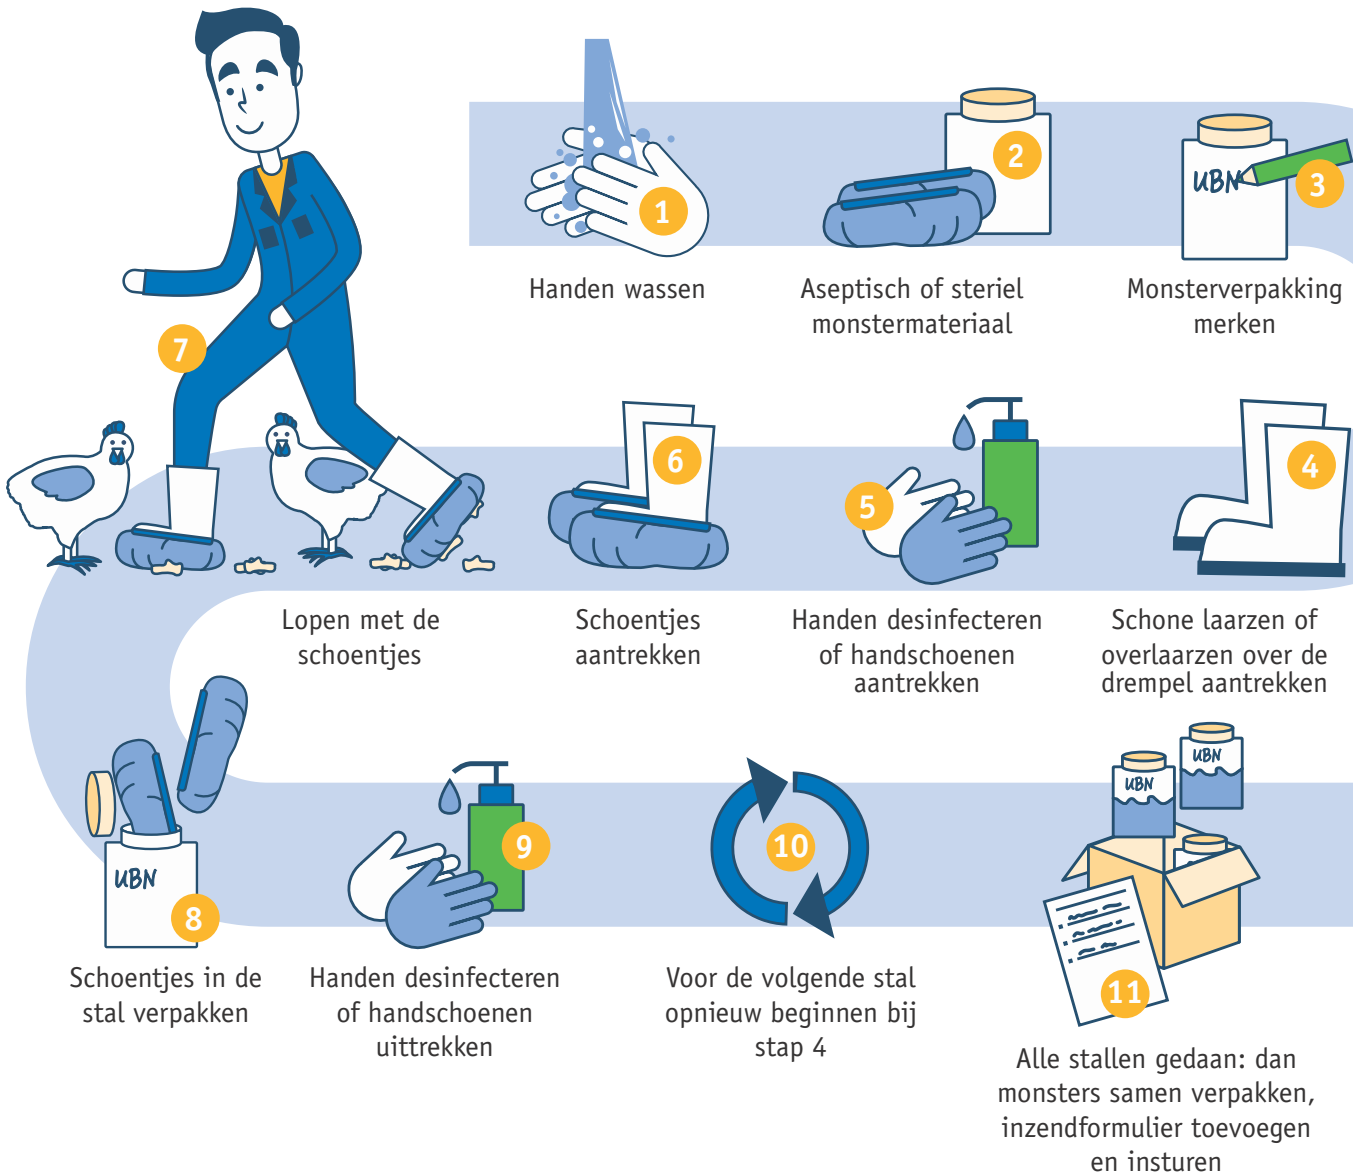 1
Handen wassen
2
Aseptisch of steriel
monstermateriaal
UBN
3
Monsterverpakking
merken
4
Schone laarzen of
overlaarzen over de
drempel aantrekken
5
Handen desinfecteren
of handschoenen
aantrekken
6
Schoentjes
aantrekken
7
Lopen met de
schoentjes
UBN
8
Schoentjes in de
stal verpakken
9
Handen desinfecteren
of handschoenen
uittrekken
10
Voor de volgende stal
opnieuw beginnen bij
stap 4
UBN
UBN
11
Alle stallen gedaan: dan
monsters samen verpakken,
inzendformulier toevoegen
en insturen